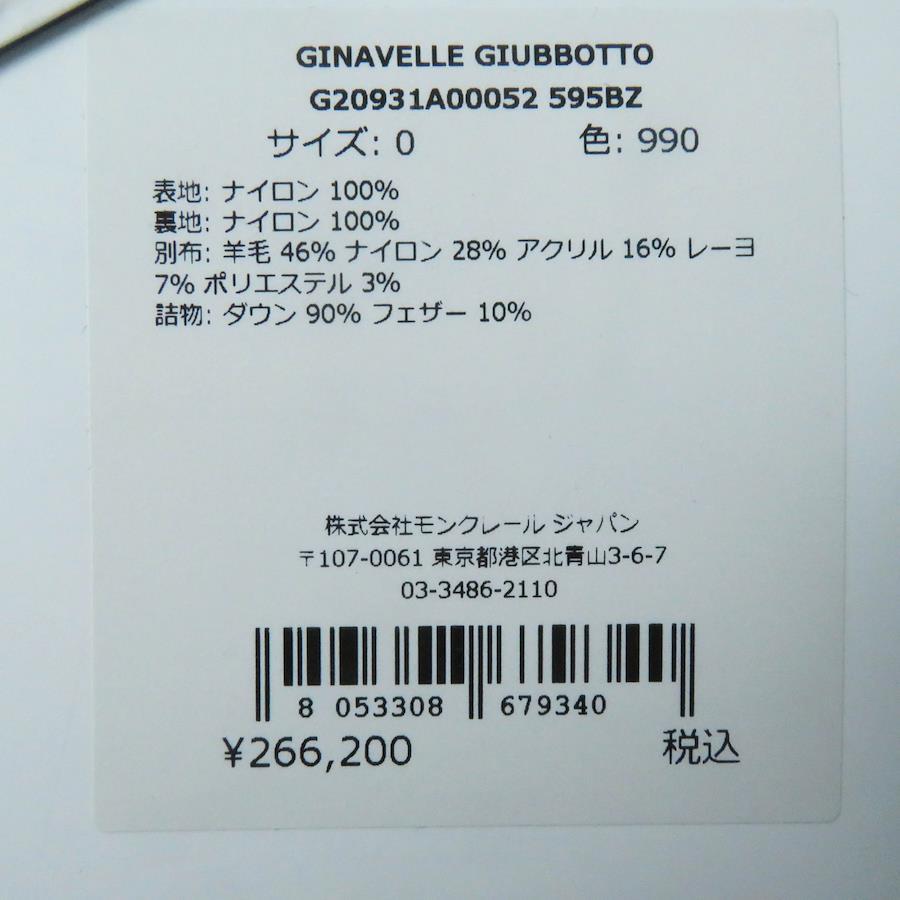 GINAVELLE GIUBBOTTO
G20931A00052 595BZ
サイズ: 0 色: 990
表地: ナイロン 100%
裏地: ナイロン 100%
別布: 羊毛 46% ナイロン 28% アクリル 16% レーヨ
7% ポリエステル 3%
詰物: ダウン 90% フェザー 10%
株式会社モンクレール ジャパン
〒107-0061 東京都港区北青山3-6-7
03-3486-2110
8 053308 679340
¥266,200 税込